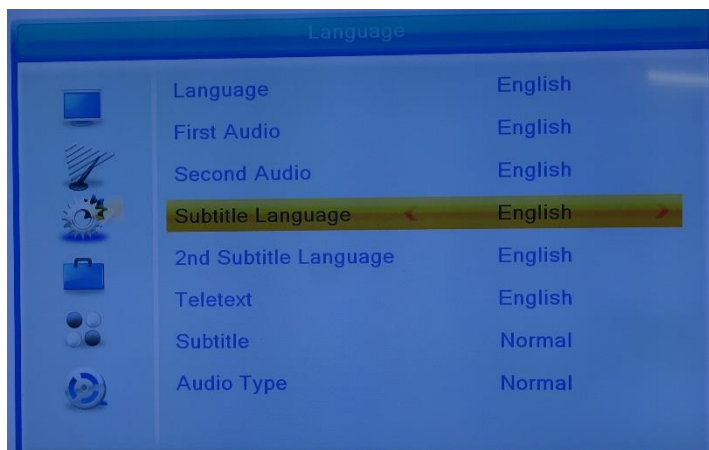 Language
Language English
First Audio English
Second Audio English
Subtitle Language English
2nd Subtitle Language English
Teletext English
Subtitle Normal
Audio Type Normal